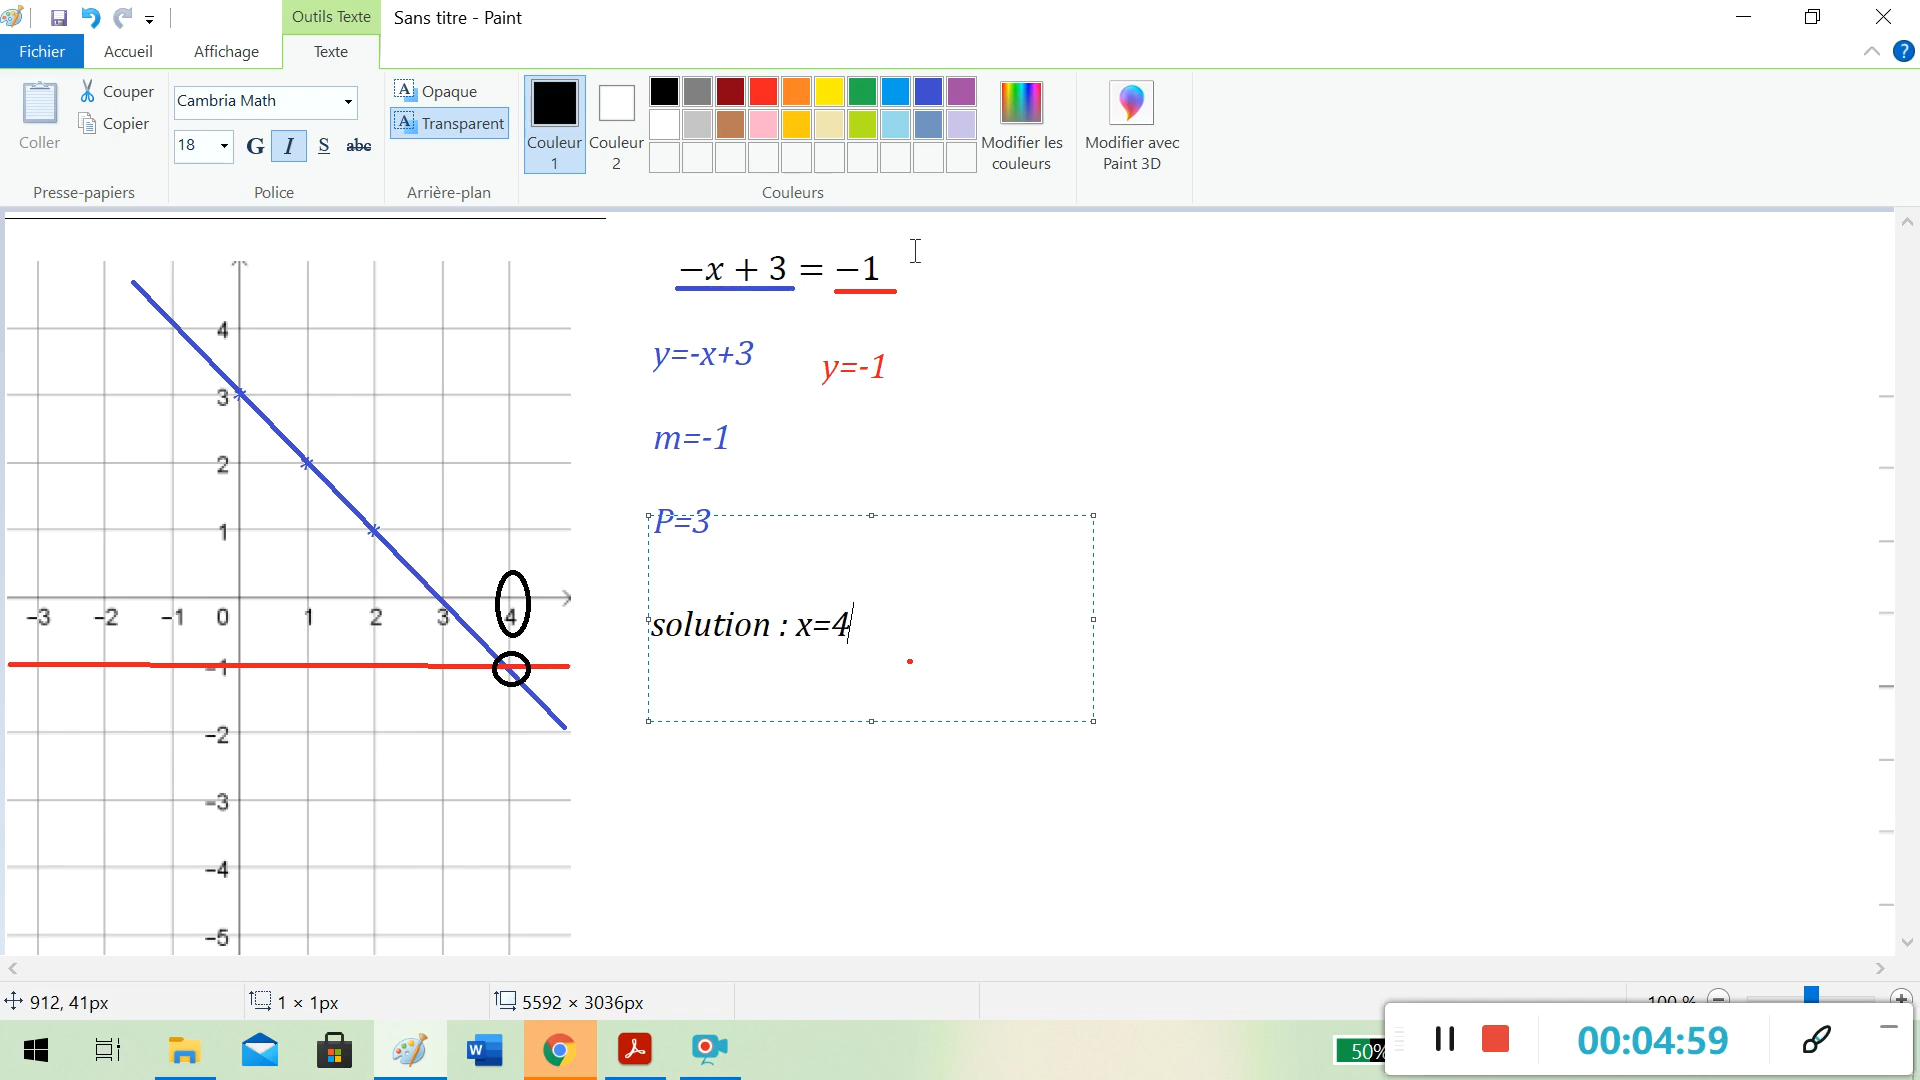 Outils Texte
Sans titre - Paint
Fichier
Accueil
Affichage
Texte
Coller
Couper
Copier
Presse-papiers
Cambria Math
18
G I S abc
Police
A Opaque
A Transparent
Arrière-plan
Couleur
1
Couleur
2
Couleurs
Modifier les
couleurs
Modifier avec
Paint 3D
?
−x + 3 = −1
y=-x+3
y=-1
m=-1
P=3
solution : x=4
4
3
2
1
−3 −2 −1 0 1 2 3 4
−1
−2
−3
−4
−5
912, 41px
1 × 1px
5592 × 3036px
100 %
50%
00:04:59